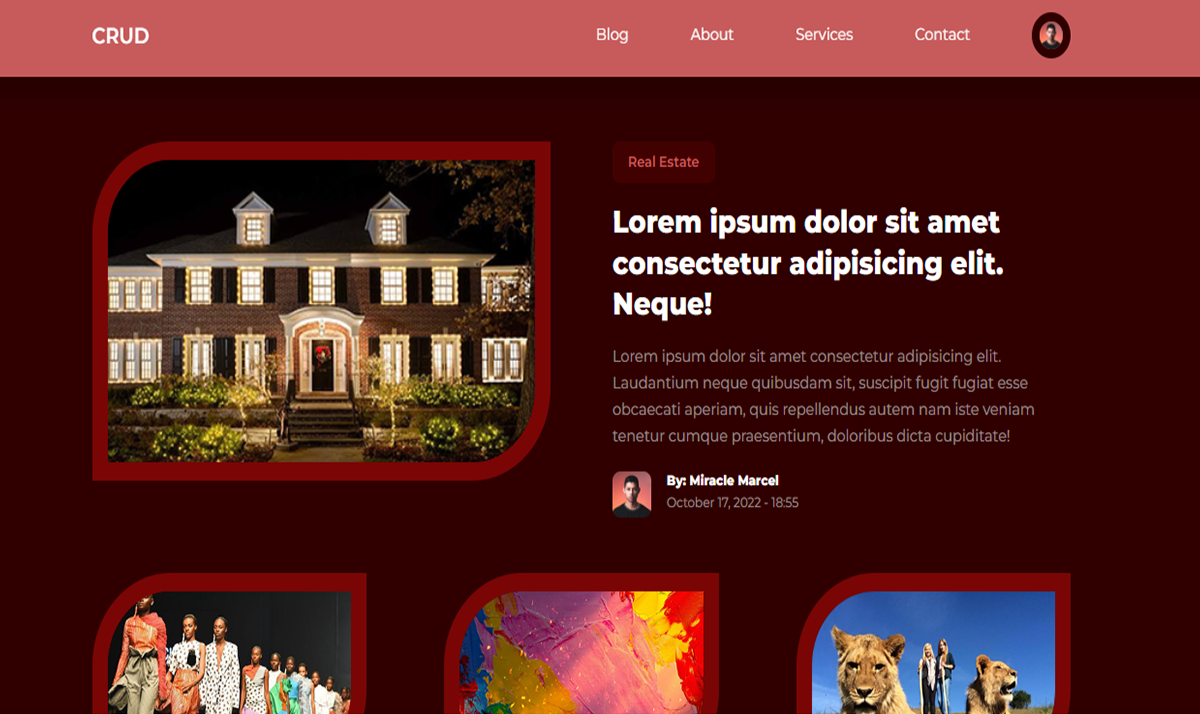 CRUD
Blog
About
Services
Contact
Real Estate
Lorem ipsum dolor sit amet
consectetur adipisicing elit.
Neque!
Lorem ipsum dolor sit amet consectetur adipisicing elit.
Laudantium neque quibusdam sit, suscipit fugit fugiat esse
obcaecati aperiam, quis repellendus autem nam iste veniam
tenetur cumque praesentium, doloribus dicta cupiditate!
By: Miracle Marcel
October 17, 2022 - 18:55